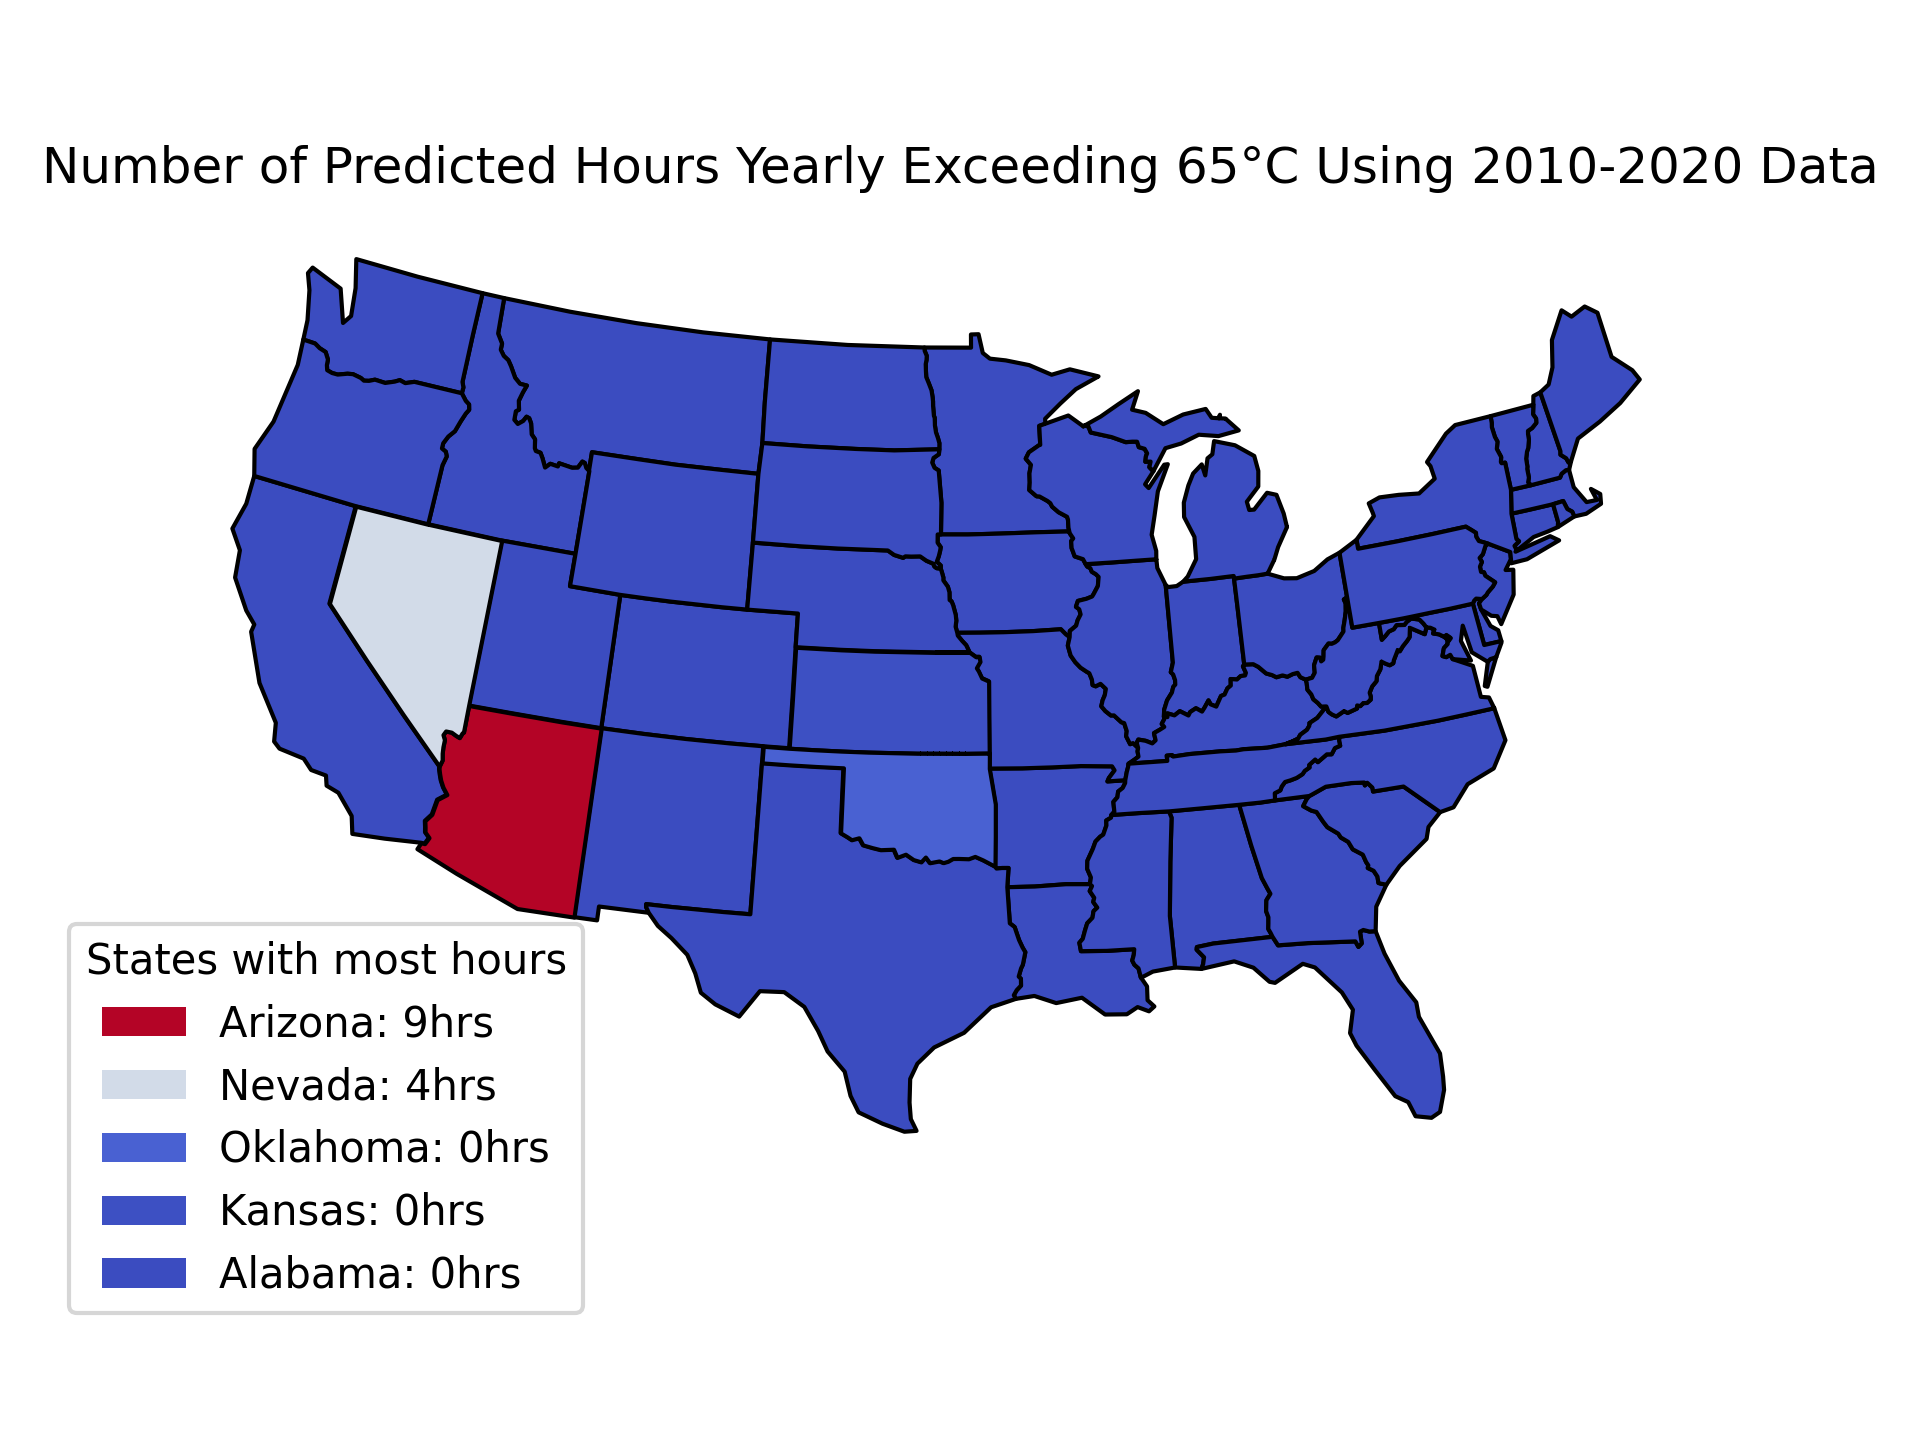 Number of Predicted Hours Yearly Exceeding 65°C Using 2010-2020 Data
States with most hours
Arizona: 9hrs
Nevada: 4hrs
Oklahoma: 0hrs
Kansas: 0hrs
Alabama: 0hrs